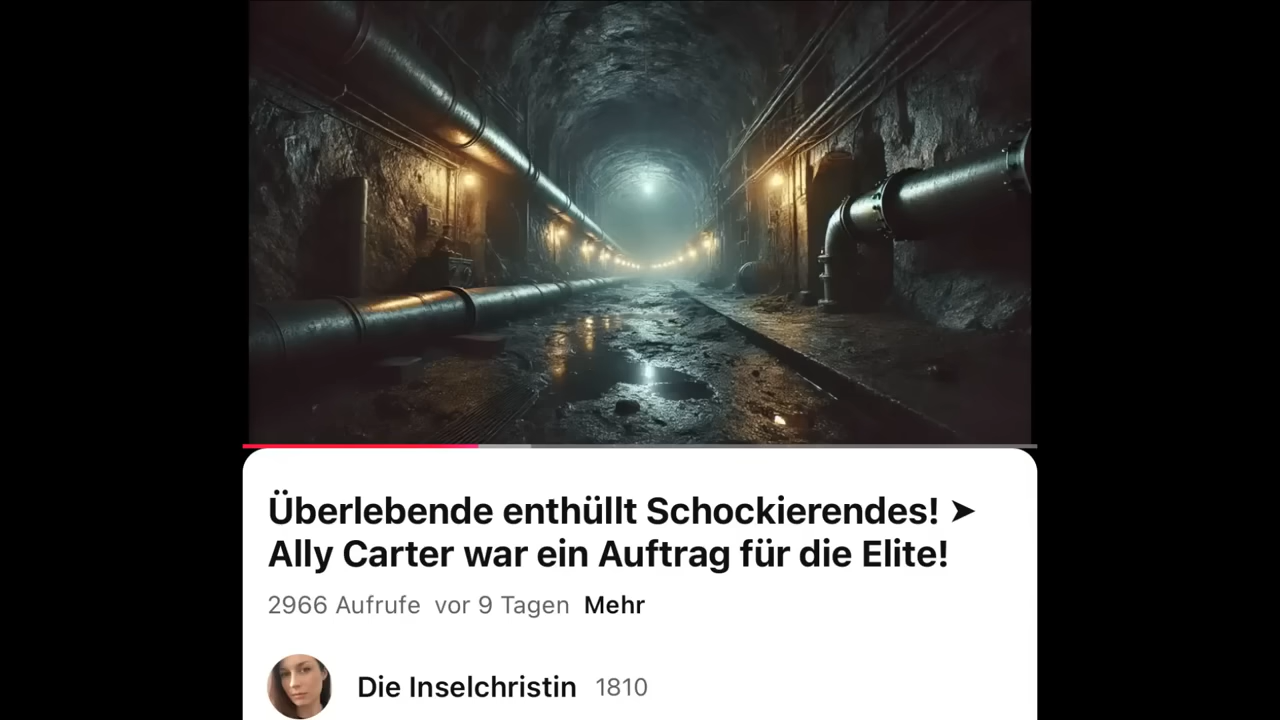 Überlebende enthüllt Schockierendes! ➤
Ally Carter war ein Auftrag für die Elite!
2966 Aufrufe vor 9 Tagen Mehr
Die Inselchristin 1810